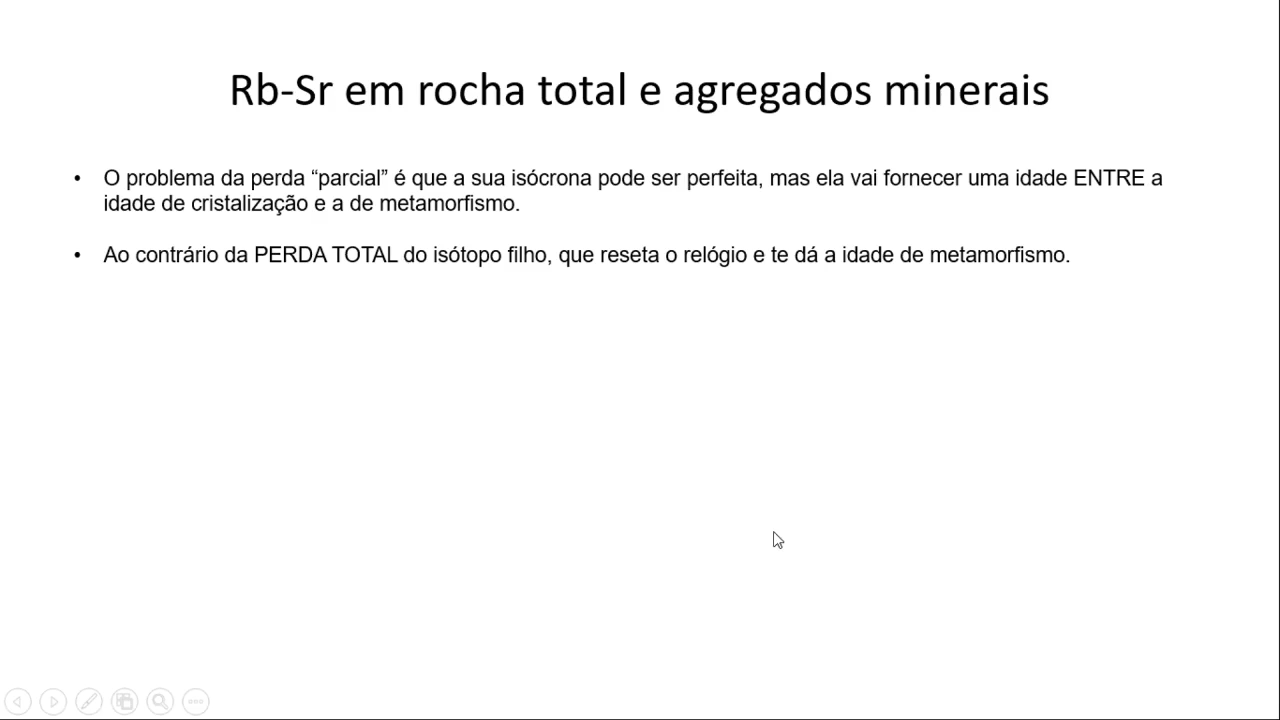 Rb-Sr em rocha total e agregados minerais
• O problema da perda “parcial” é que a sua isócrona pode ser perfeita, mas ela vai fornecer uma idade ENTRE a
idade de cristalização e a de metamorfismo.
• Ao contrário da PERDA TOTAL do isótopo filho, que reseta o relógio e te dá a idade de metamorfismo.